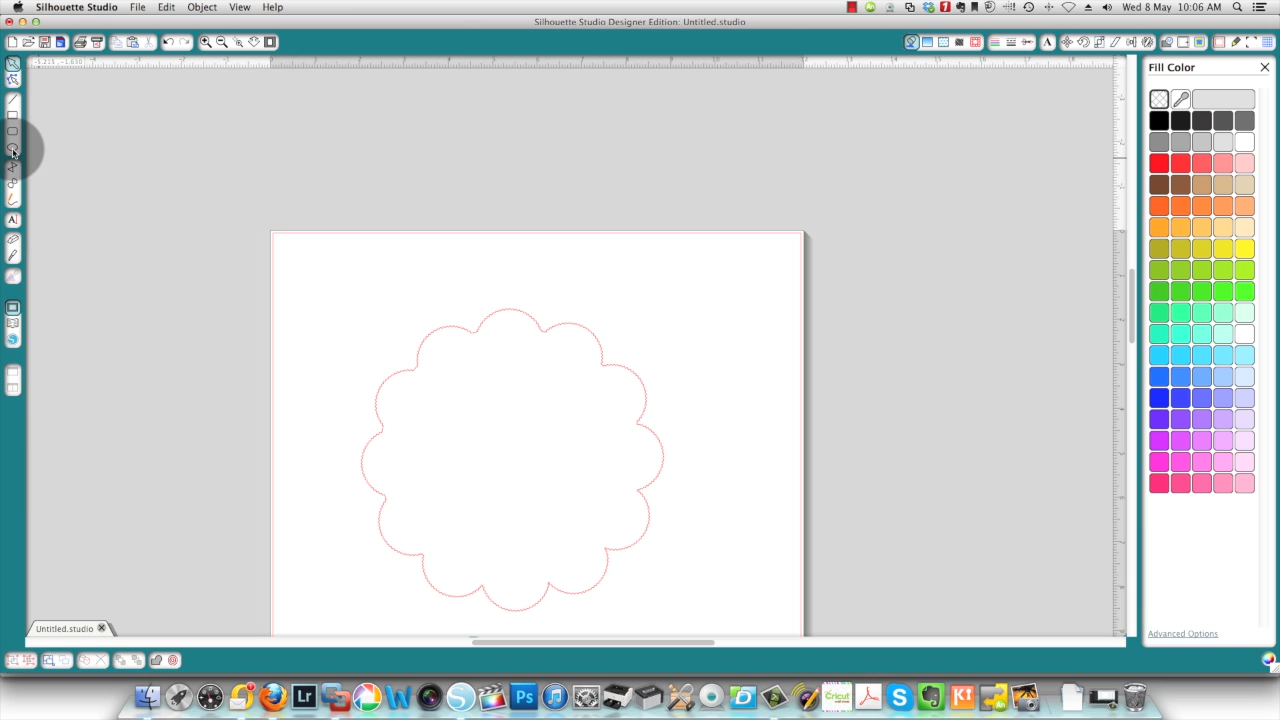 Silhouette Studio File Edit Object View Help
Wed 8 May 10:06 AM
Silhouette Studio Designer Edition: Untitled.studio
Fill Color
Untitled.studio
Advanced Options